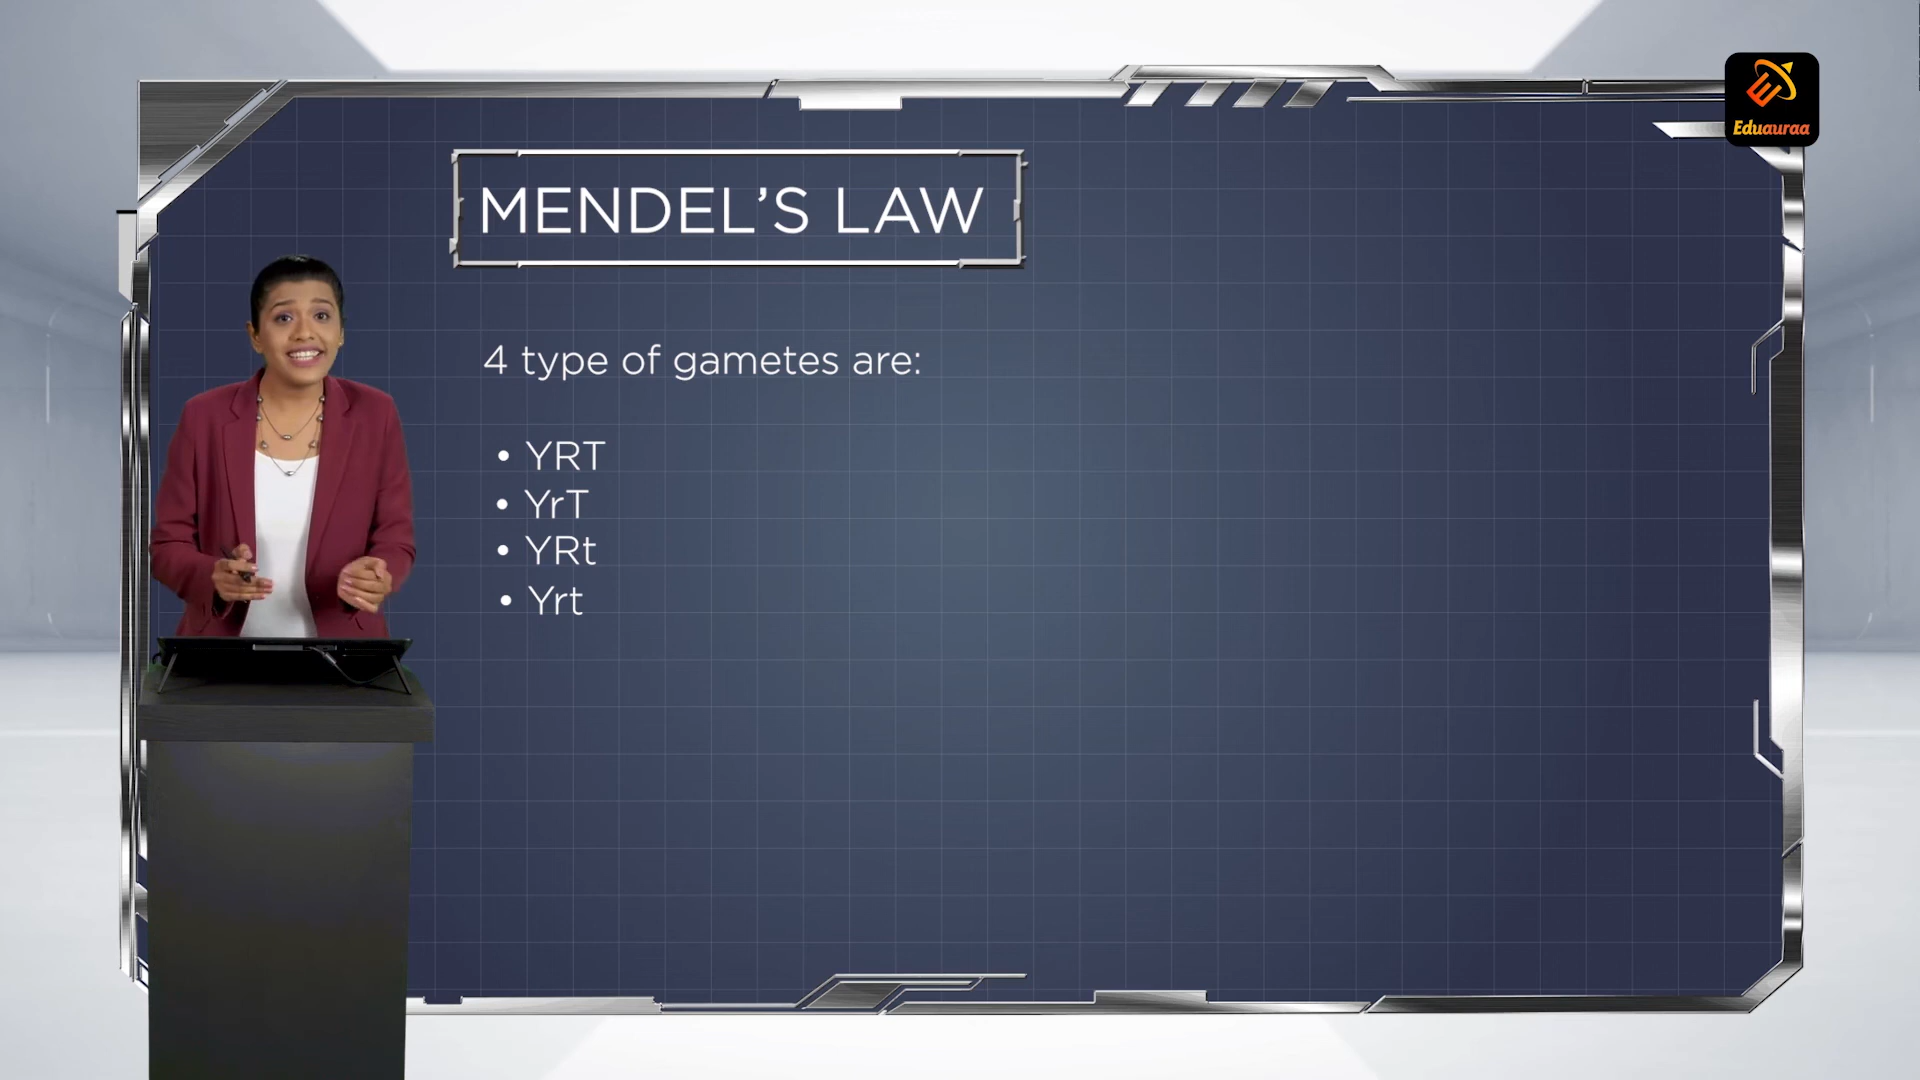 Eduauraa
MENDEL'S LAW
4 type of gametes are:
• YRT
• YrT
• YRt
• Yrt